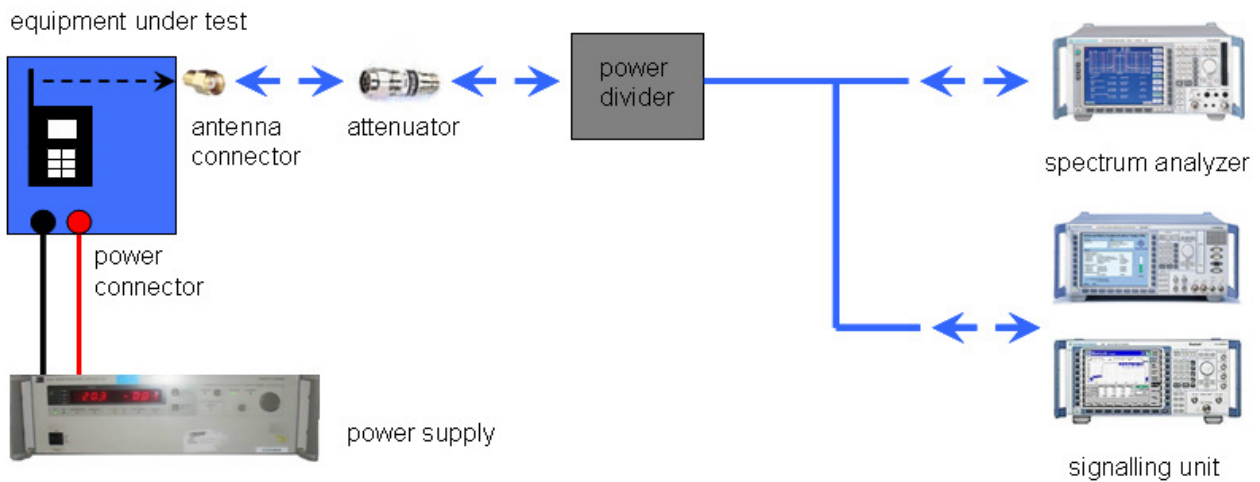 equipment under test
antenna
connector
attenuator
power
divider
spectrum analyzer
power
connector
power supply
signalling unit